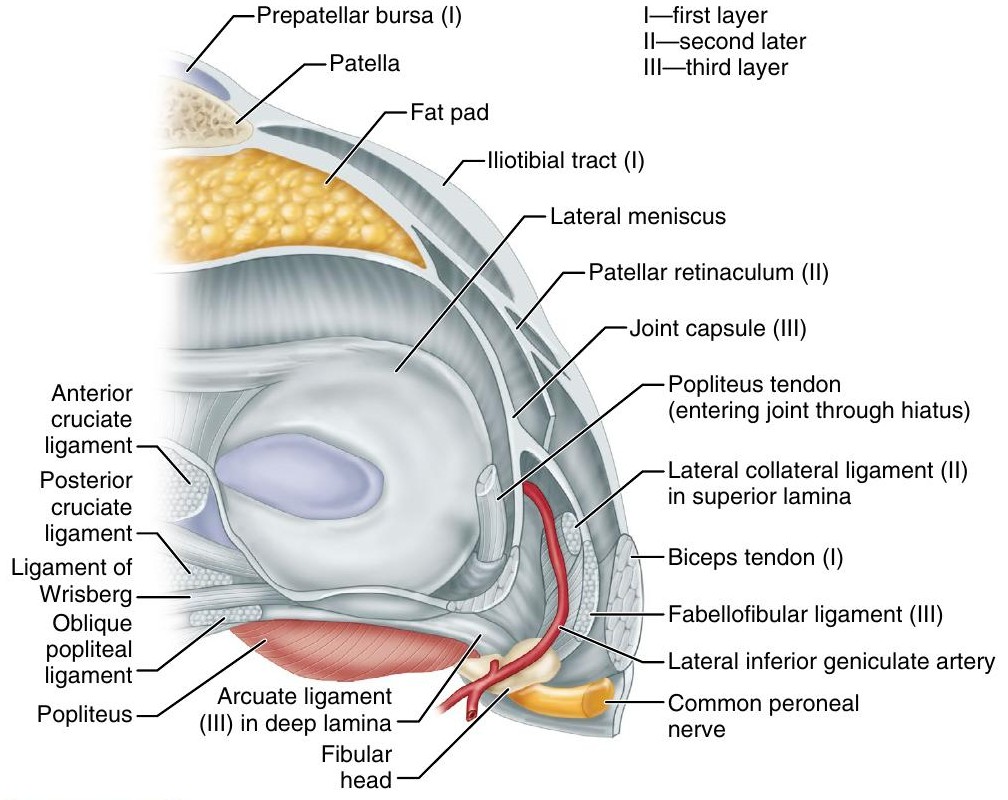 Prepatellar bursa (I)
I—first layer
II—second later
III—third layer
Patella
Fat pad
Iliotibial tract (I)
Lateral meniscus
Patellar retinaculum (II)
Joint capsule (III)
Popliteus tendon
(entering joint through hiatus)
Lateral collateral ligament (II)
in superior lamina
Biceps tendon (I)
Fabellofibular ligament (III)
Lateral inferior geniculate artery
Common peroneal
nerve
Anterior
cruciate
ligament
Posterior
cruciate
ligament
Ligament of
Wrisberg
Oblique
popliteal
ligament
Popliteus
Arcuate ligament
(III) in deep lamina
Fibular
head